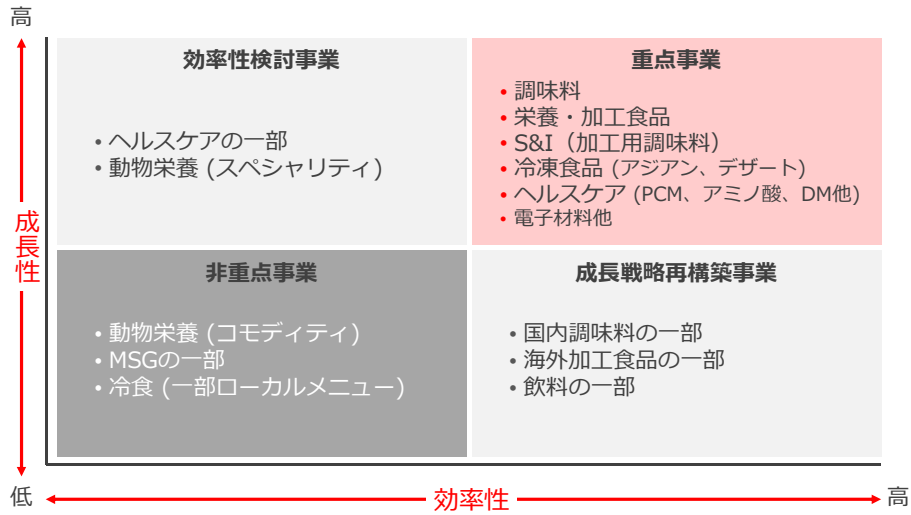 高
効率性検討事業
• ヘルスケアの一部
• 動物栄養 (スペシャリティ)
重点事業
• 調味料
• 栄養・加工食品
• S&I（加工用調味料）
• 冷凍食品 (アジアン、デザート)
• ヘルスケア (PCM、アミノ酸、DM他)
• 電子材料他
成長性
非重点事業
• 動物栄養 (コモディティ)
• MSGの一部
• 冷食 (一部ローカルメニュー)
成長戦略再構築事業
• 国内調味料の一部
• 海外加工食品の一部
• 飲料の一部
低
効率性
高